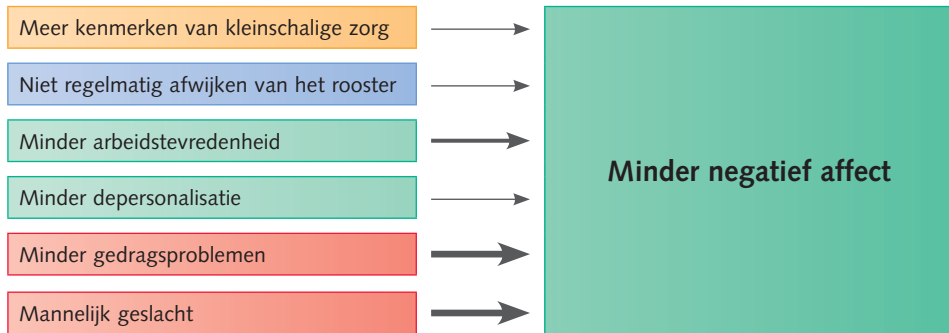 Meer kenmerken van kleinschalige zorg
Niet regelmatig afwijken van het rooster
Minder arbeidstevredenheid
Minder depersonalisatie
Minder gedragsproblemen
Mannelijk geslacht
Minder negatief affect